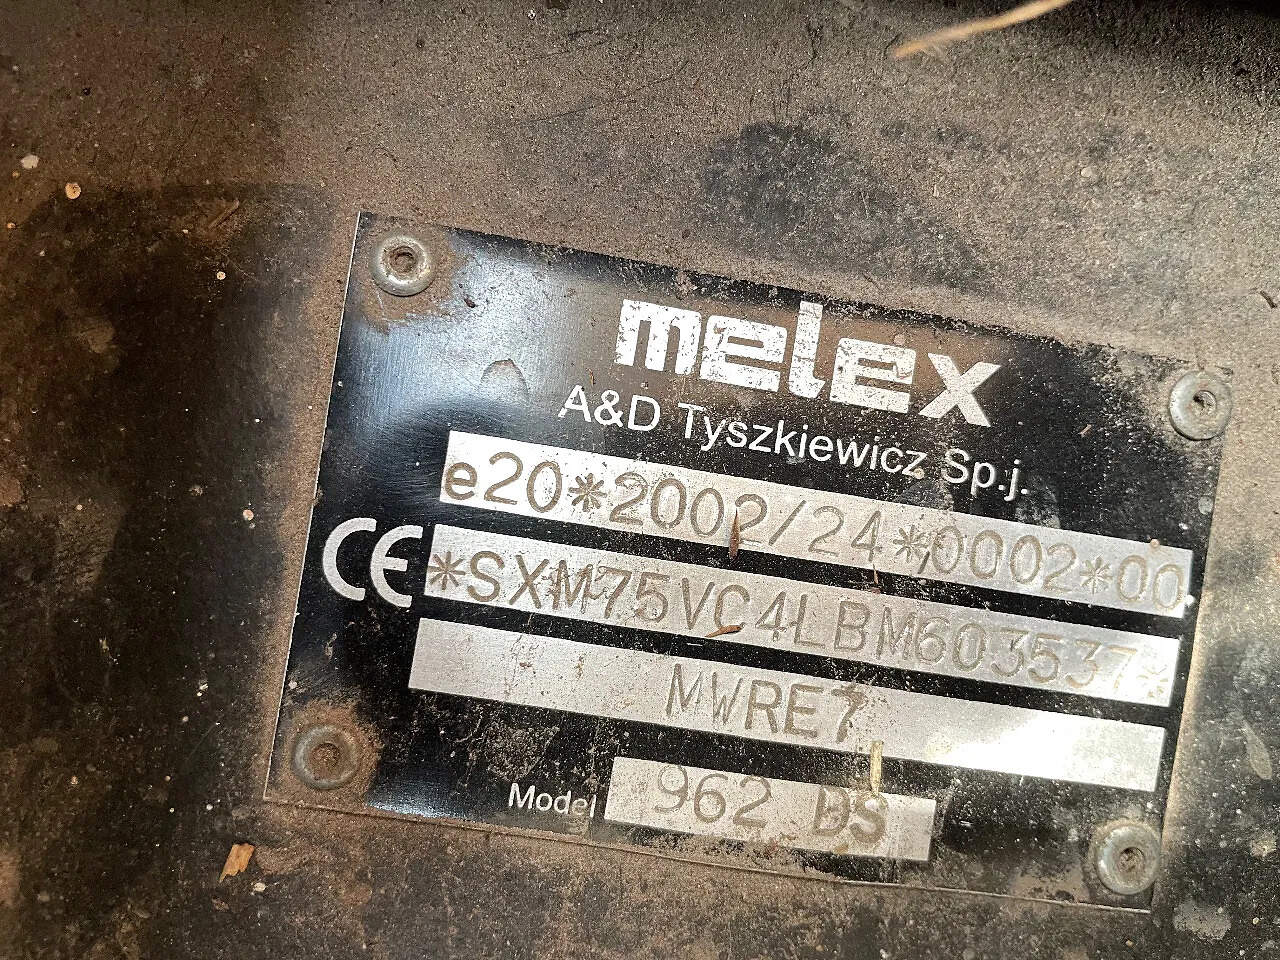 melex
A&D Tyszkiewicz Sp.j.
e20*2002/24*0002*00
CE
*SXM75VC4LBM603537*
MWRE7
Model 962 DS